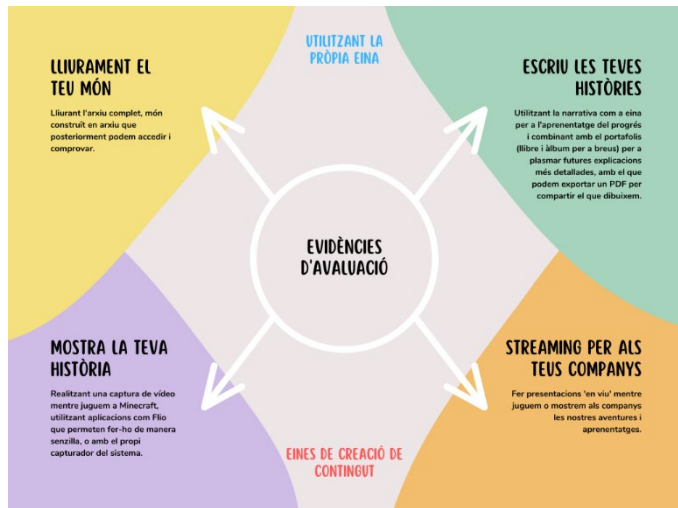 UTILITZANT LA
PRÒPIA EINA
LLIURAMENT EL
TEU MÓN
Lliurant l'arxiu complet, món
construït en arxiu que
posteriorment podem accedir i
comprovar.
ESCRIU LES TEVES
HISTÒRIES
Utilitzant la narrativa com a eina
per a l'aprenentatge del progrés
i combinant amb el portafolis
(llibre i àlbum per a breus) per a
plasmar futures explicacions
més detallades, amb el que
podem exportar un PDF per
compartir el que dibuixem.
EVIDÈNCIES
D'AVALUACIÓ
MOSTRA LA TEVA
HISTÒRIA
Realitzant una captura de vídeo
mentre juguem a Minecraft,
utilitzant aplicacions com Flio
que permeten fer-ho de manera
senzilla, o amb el propi
capturador del sistema.
STREAMING PER ALS
TEUS COMPANYS
Fer presentacions 'en viu' mentre
juguem o mostrem als companys
les nostres aventures i
aprenentatges.
EINES DE CREACIÓ DE
CONTINGUT